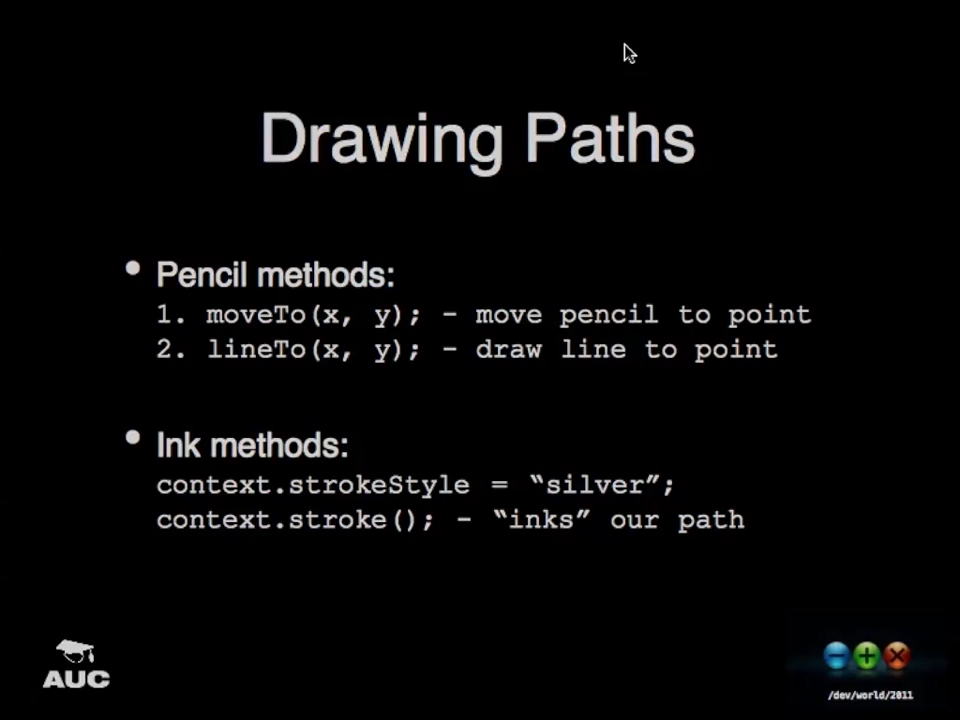 Drawing Paths
• Pencil methods:
1. moveTo(x, y); - move pencil to point
2. lineTo(x, y); - draw line to point
• Ink methods:
context.strokeStyle = “silver”;
context.stroke(); - “inks” our path
AUC
/dev/world/2011